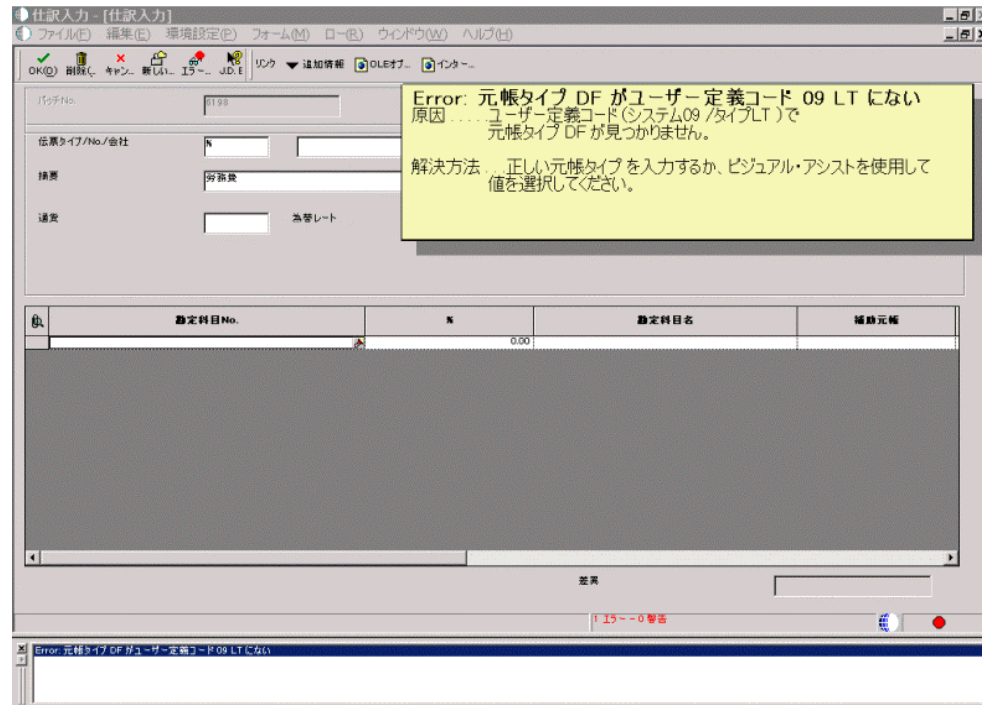 仕訳入力 - [仕訳入力]
ファイル(F) 編集(E) 環境設定(P) フォーム(M) ロー(R) ウィンドウ(W) ヘルプ(H)
OK(O) 削除(. キャン.. 新しい... エラー... J.D.E リンク 追加情報 OLEオブ... インター...
バッチNo. 6198
伝票タイプ/No./会社 %
摘要 労務費
通貨 為替レート
Error: 元帳タイプ DF がユーザー定義コード 09 LT にない
原因 . . . . . ユーザー定義コード (システム09 /タイプLT ) で
元帳タイプ DF が見つかりません。
解決方法 . . . 正しい元帳タイプ を入力するか、ビジュアル・アシストを使用して
値を選択してください。
勘定科目No. % 勘定科目名 補助元帳
0.00
差異
1 エラー - 0 警告
Error: 元帳タイプ DF がユーザー定義コード 09 LT にない